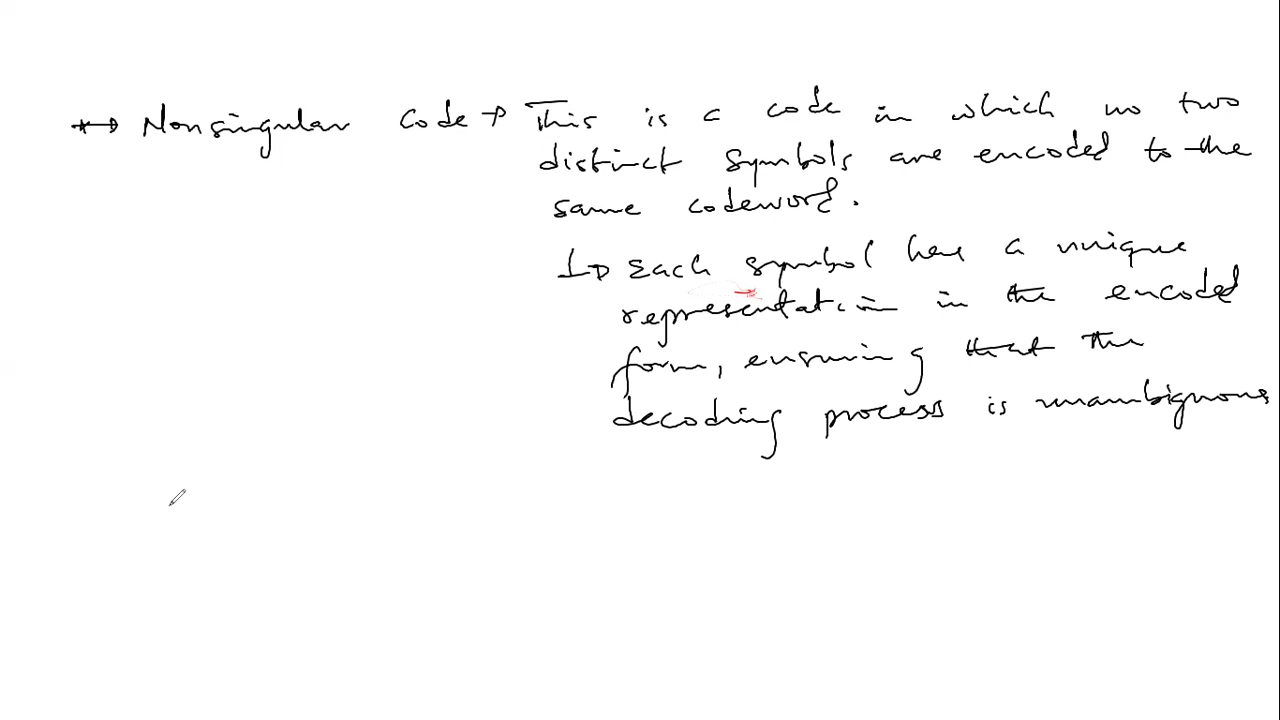 Nonsingular Code → This is a code in which no two
distinct symbols are encoded to the
same codeword.
↳ Each symbol has a unique
representation in the encoded
form, ensuring that the
decoding process is unambiguous